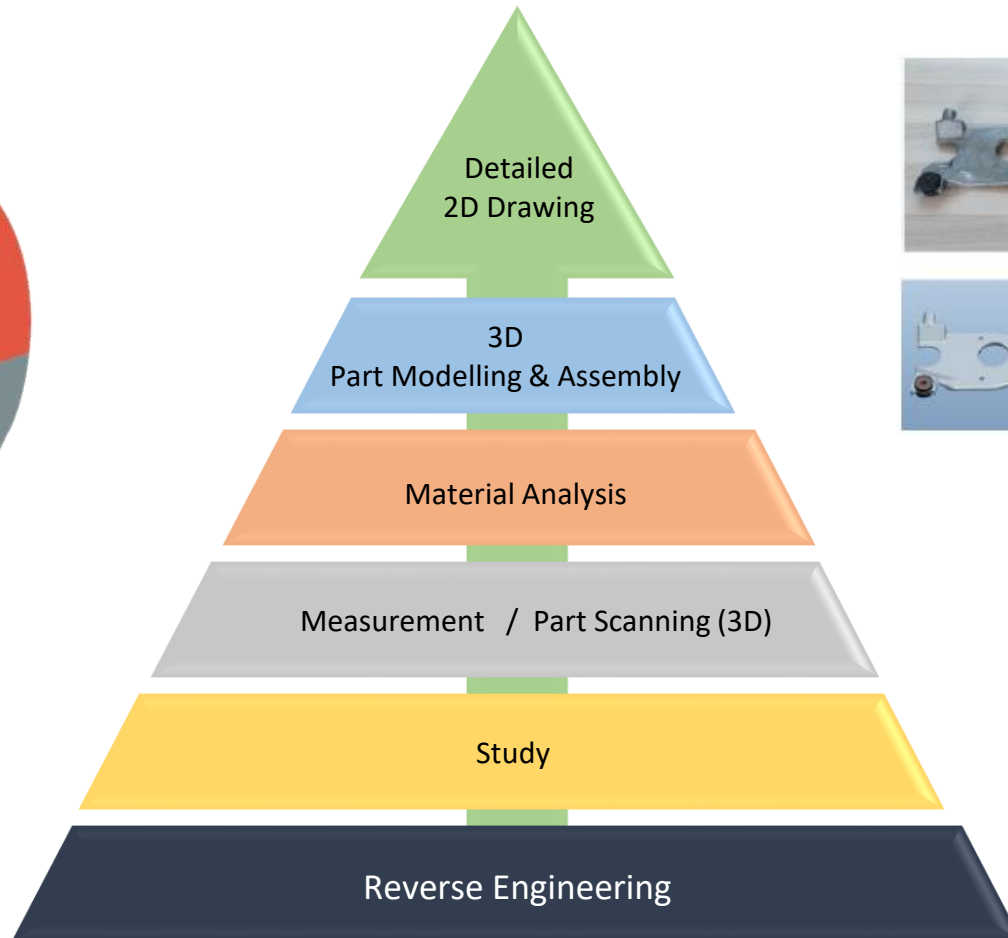 Detailed
2D Drawing
3D
Part Modelling & Assembly
Material Analysis
Measurement / Part Scanning (3D)
Study
Reverse Engineering